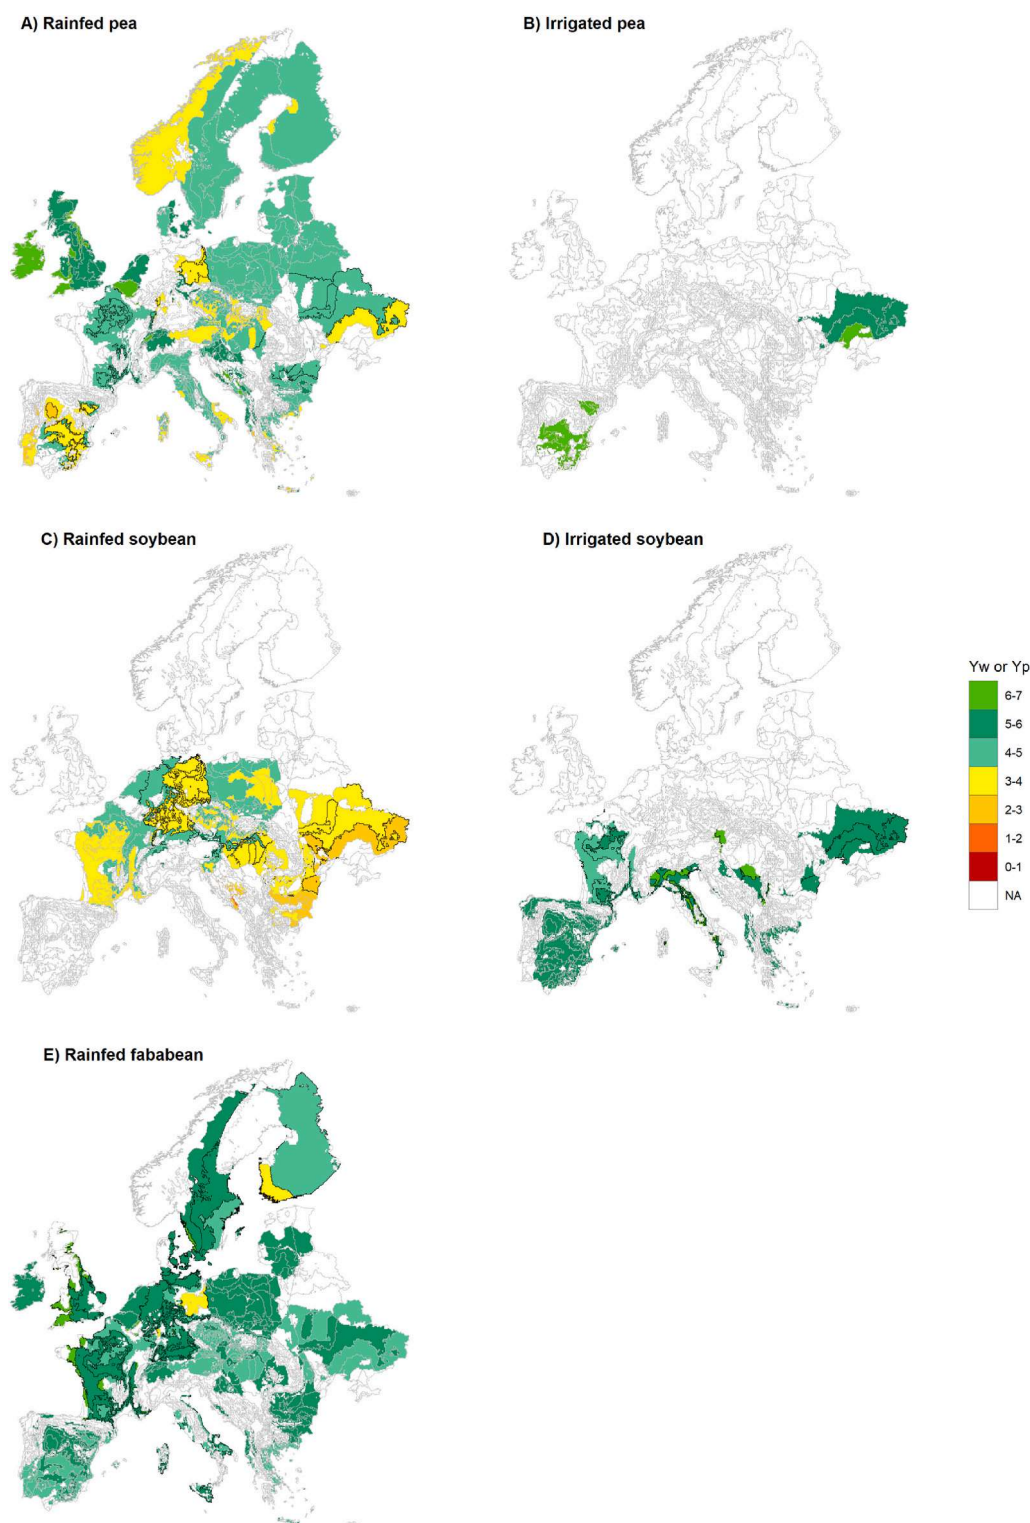 A) Rainfed pea
B) Irrigated pea
C) Rainfed soybean
D) Irrigated soybean
Yw or Yp
6-7
5-6
4-5
3-4
2-3
1-2
0-1
NA
E) Rainfed fababean